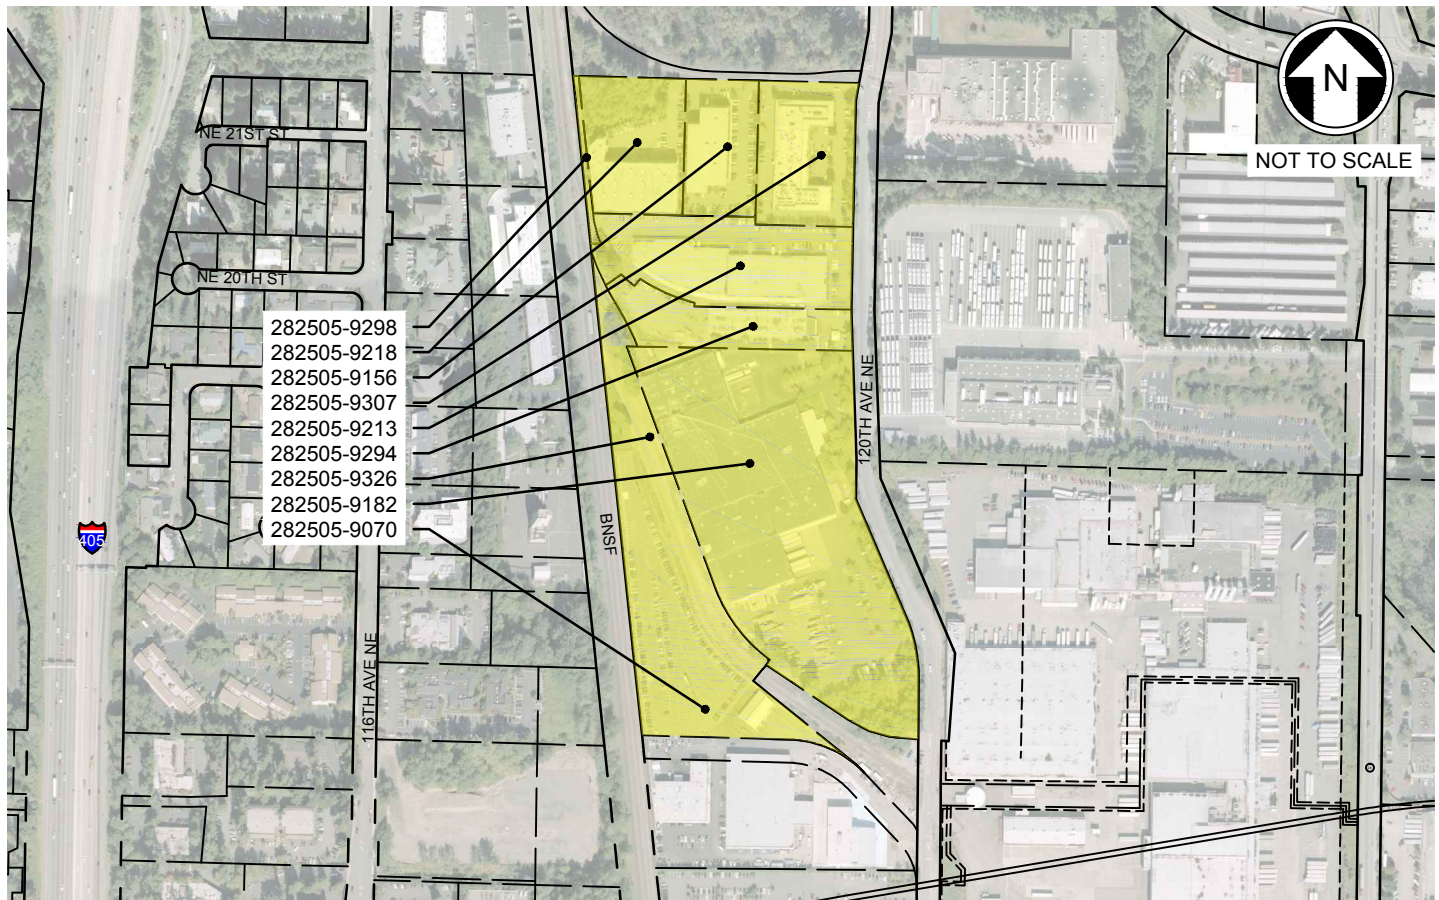 N
NOT TO SCALE
NE 21ST ST
NE 20TH ST
282505-9298
282505-9218
282505-9156
282505-9307
282505-9213
282505-9294
282505-9326
282505-9182
282505-9070
120TH AVE NE
BNSF
405
116TH AVE NE